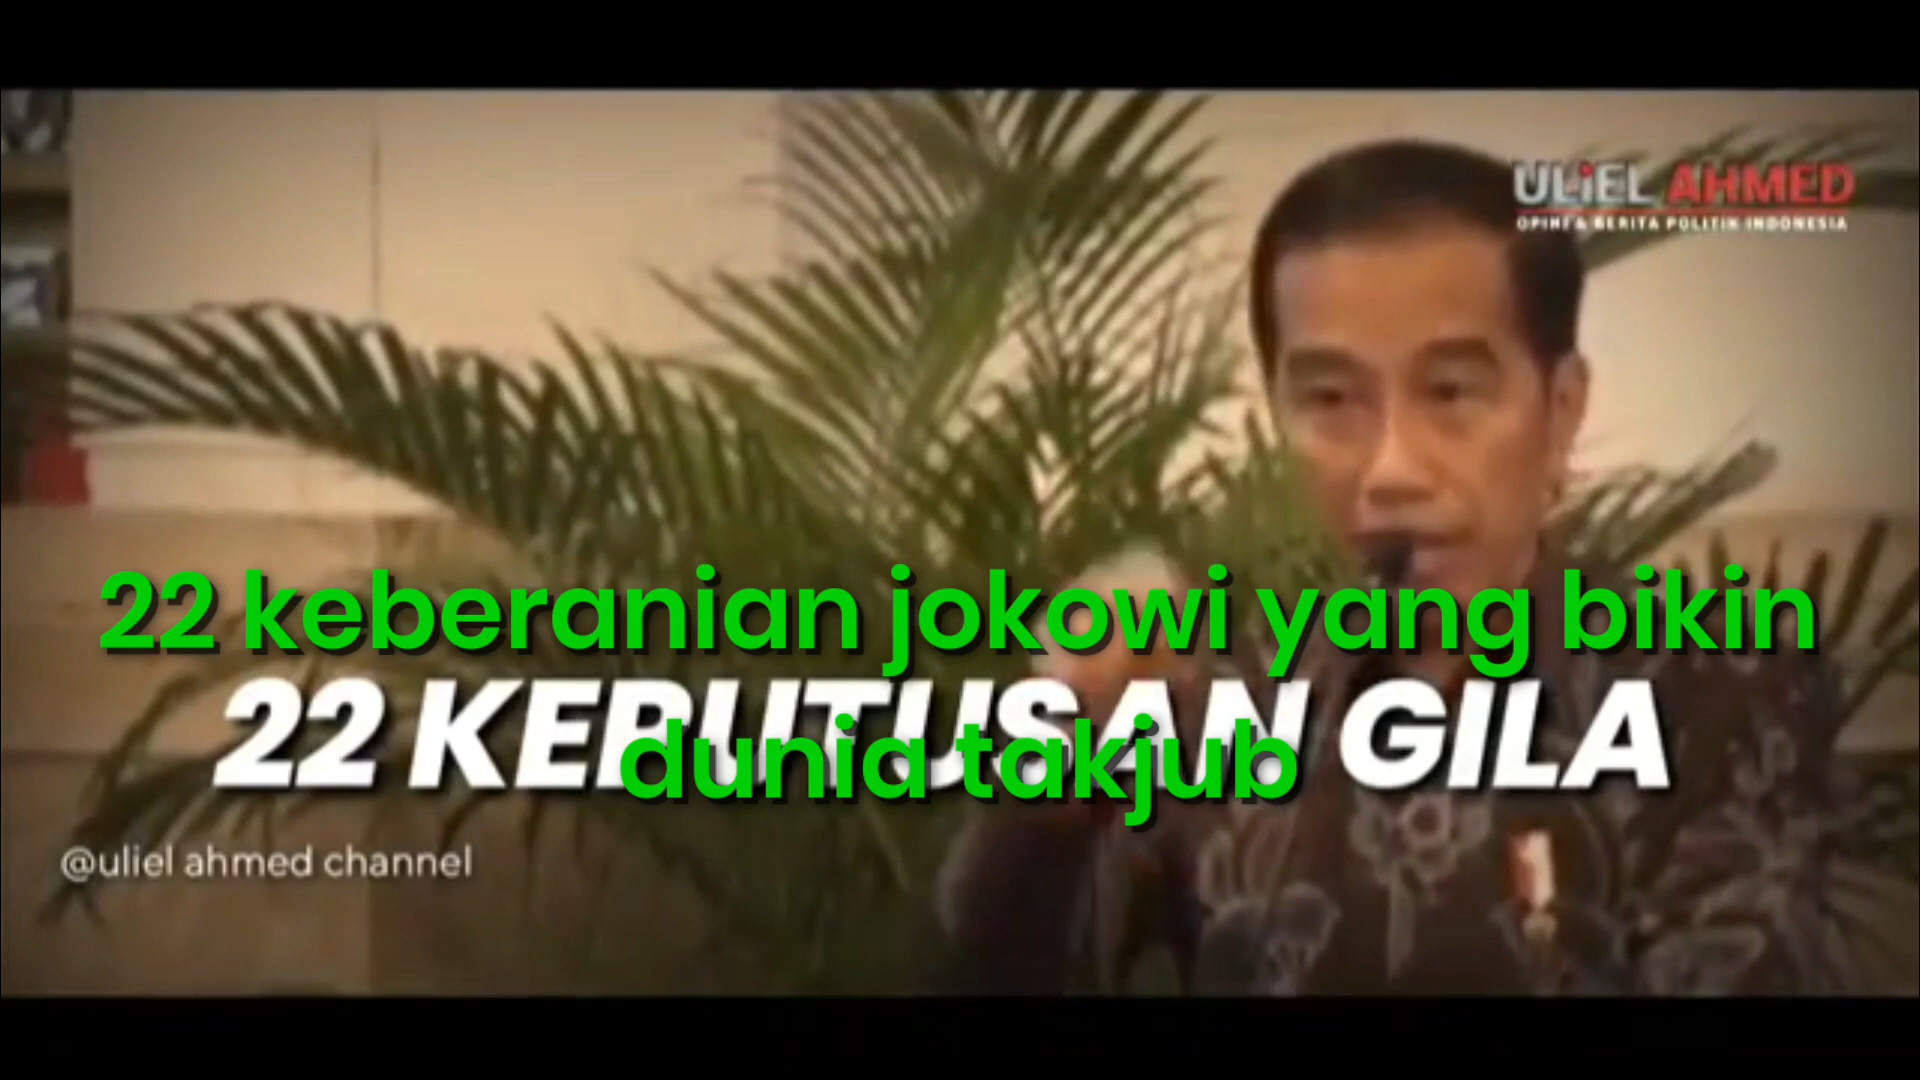 ULIEL AHMED
OPINI & BERITA POLITIK INDONESIA
22 keberanian jokowi yang bikin
22 KEPUTUSAN GILA
dunia takjub
@uliel ahmed channel